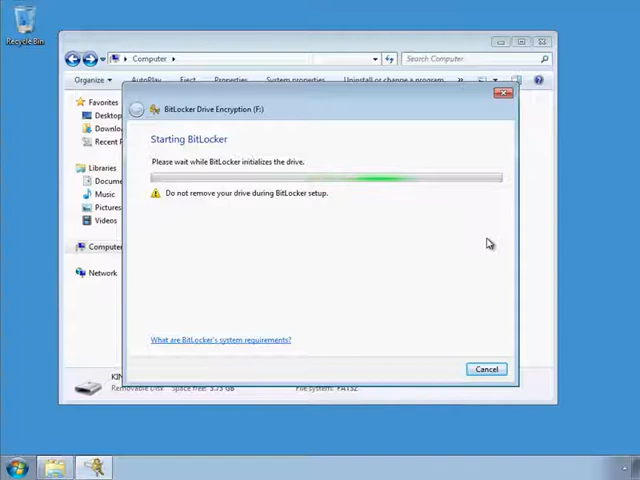 Recycle Bin
Computer
Search Computer
Organize
AutoPlay
Eject
Properties
System properties
Uninstall or change a program
»
BitLocker Drive Encryption (F:)
Favorites
Desktop
Starting BitLocker
Please wait while BitLocker initializes the drive.
Do not remove your drive during BitLocker setup.
Libraries
Music
Pictures
Videos
Computer
Network
What are BitLocker's system requirements?
Cancel
Removable Disk
Space free: 3.73 GB
File system: FAT32